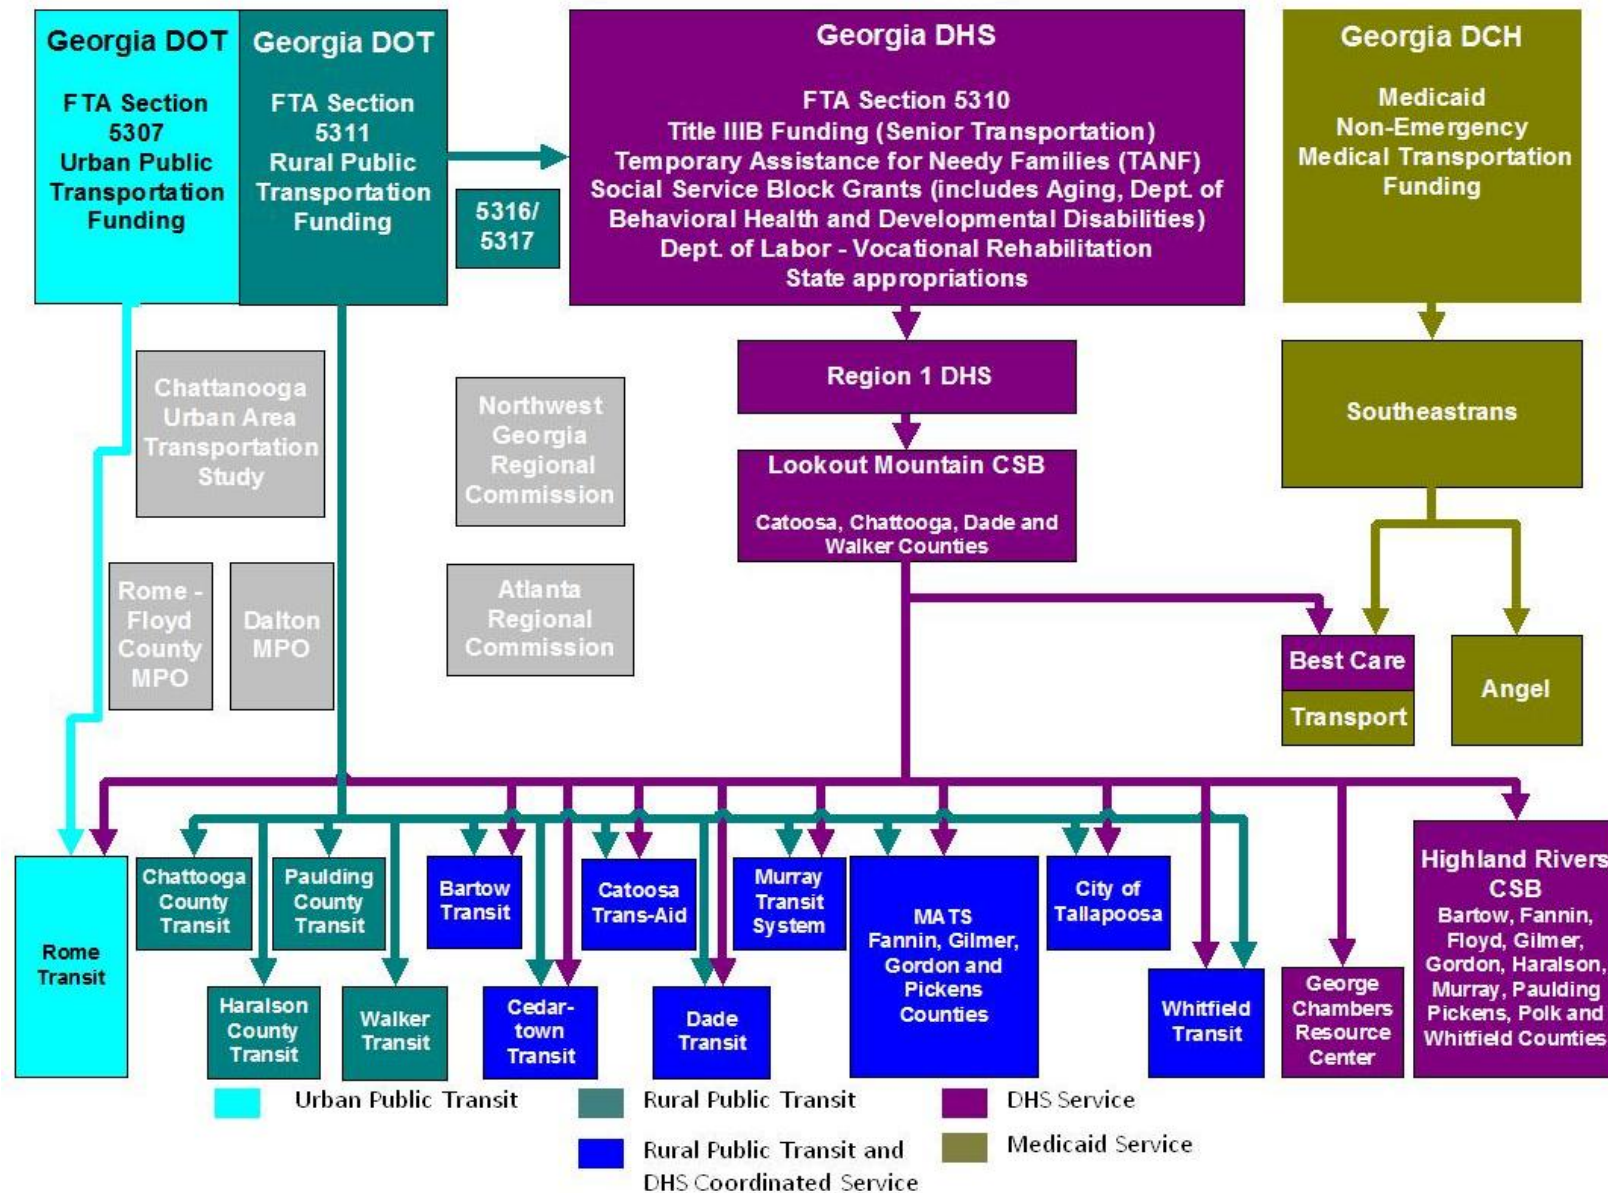 Georgia DOT
FTA Section
5307
Urban Public
Transportation
Funding
Georgia DOT
FTA Section
5311
Rural Public
Transportation
Funding
5316/
5317
Georgia DHS
FTA Section 5310
Title IIIB Funding (Senior Transportation)
Temporary Assistance for Needy Families (TANF)
Social Service Block Grants (includes Aging, Dept. of
Behavioral Health and Developmental Disabilities)
Dept. of Labor - Vocational Rehabilitation
State appropriations
Georgia DCH
Medicaid
Non-Emergency
Medical Transportation
Funding
Chattanooga
Urban Area
Transportation
Study
Northwest
Georgia
Regional
Commission
Region 1 DHS
Southeastrans
Lookout Mountain CSB
Catoosa, Chattooga, Dade and
Walker Counties
Rome -
Floyd
County
MPO
Dalton
MPO
Atlanta
Regional
Commission
Best Care
Transport
Angel
Rome
Transit
Chattooga
County
Transit
Paulding
County
Transit
Bartow
Transit
Catoosa
Trans-Aid
Murray
Transit
System
MATS
Fannin, Gilmer,
Gordon and
Pickens
Counties
City of
Tallapoosa
Highland Rivers
CSB
Bartow, Fannin,
Floyd, Gilmer,
Gordon, Haralson,
Murray, Paulding
Pickens, Polk and
Whitfield Counties
Haralson
County
Transit
Walker
Transit
Cedar-
town
Transit
Dade
Transit
Whitfield
Transit
George
Chambers
Resource
Center
Urban Public Transit
Rural Public Transit
DHS Service
Rural Public Transit and
DHS Coordinated Service
Medicaid Service